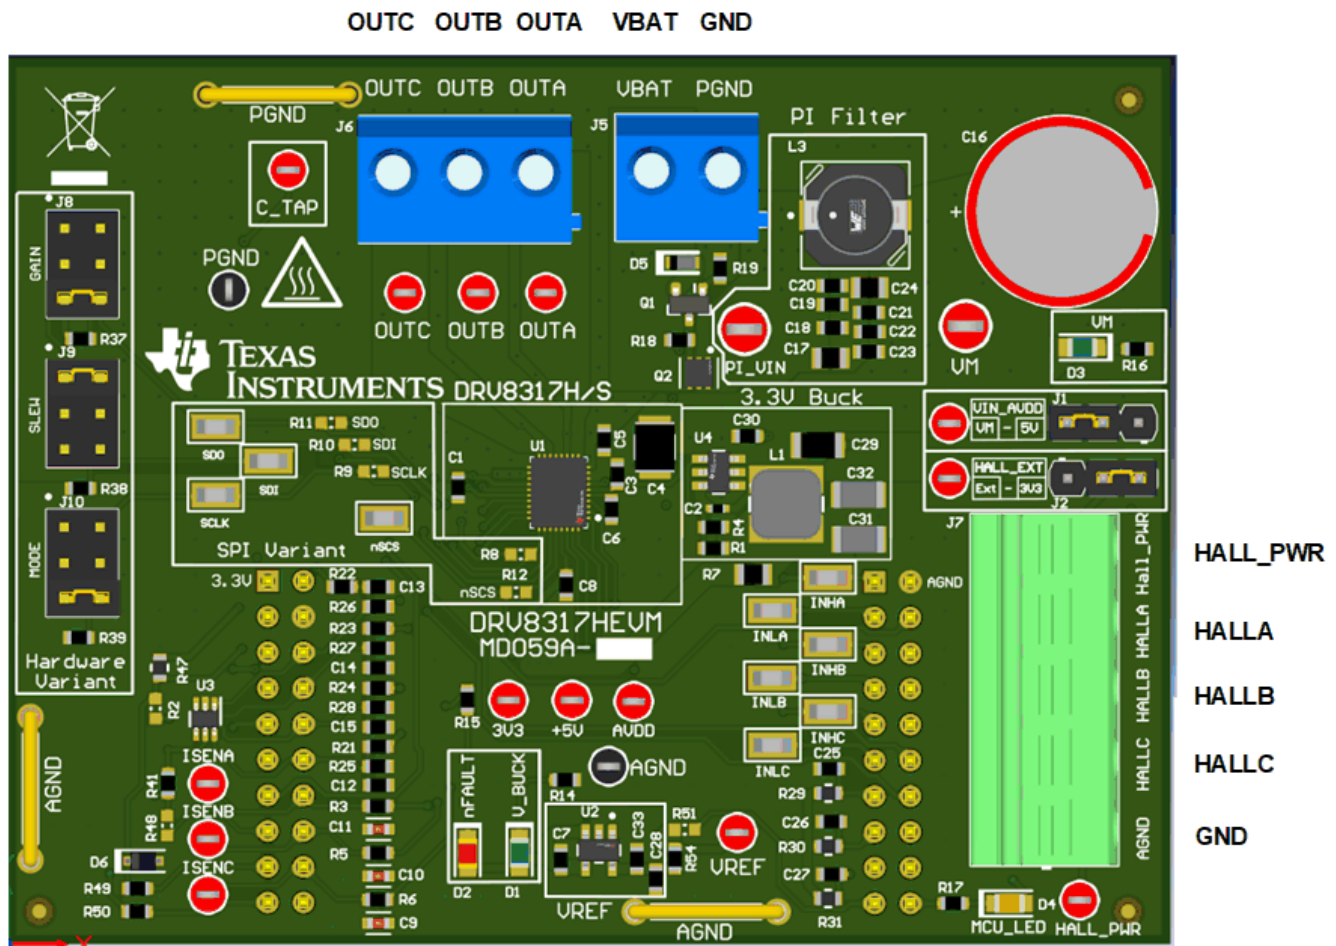 OUTC OUTB OUTA VBAT GND
OUTC OUTB OUTA VBAT PGND
PGND
J6
J5
PI Filter
L3
C16
+
J8
C_TAP
GAIN
PGND
D5
R19
C20
C24
C19
C21
Q1
C18
C22
R18
C17
C23
OUTC OUTB OUTA
PI_VIN
VM
VM
D3
R16
R37
J9
TEXAS
INSTRUMENTS
DRV8317H/S
Q2
3.3V Buck
SLEW
R11
SDO
R10
SDI
R9
SCLK
SDO
SDI
SCLK
nSCS
SPI Variant
C1
U1
C5
C3
C4
C6
U4
C30
L1
C29
C32
C31
C2
R4
R1
VIN_AVDD
VM - 5V
J1
HALL_EXT
Ext - 3V3
J2
J7
R38
J10
MODE
R39
Hardware
Variant
3.3V
R22
C13
R26
R23
R27
C14
R24
R28
C15
R21
R25
C12
R3
C11
R5
C10
R6
C9
R8
R12
nSCS
C8
R7
DRV8317HEVM
MD059A-
INHA
INLA
INHB
INLB
INHC
INLC
AGND
Hall_PWR
HALLA
HALLB
HALLC
AGND
HALL_PWR
HALLA
HALLB
HALLC
GND
R47
R2
U3
ISENA
R41
ISENB
R48
ISENC
D6
R49
R50
AGND
R15
3V3
+5V
AVDD
AGND
nFAULT
V_BUCK
D2
D1
R14
U2
C7
C33
C28
VREF
R51
R54
VREF
AGND
C25
R29
C26
R30
C27
R31
R17
D4
MCU_LED
HALL_PWR
X